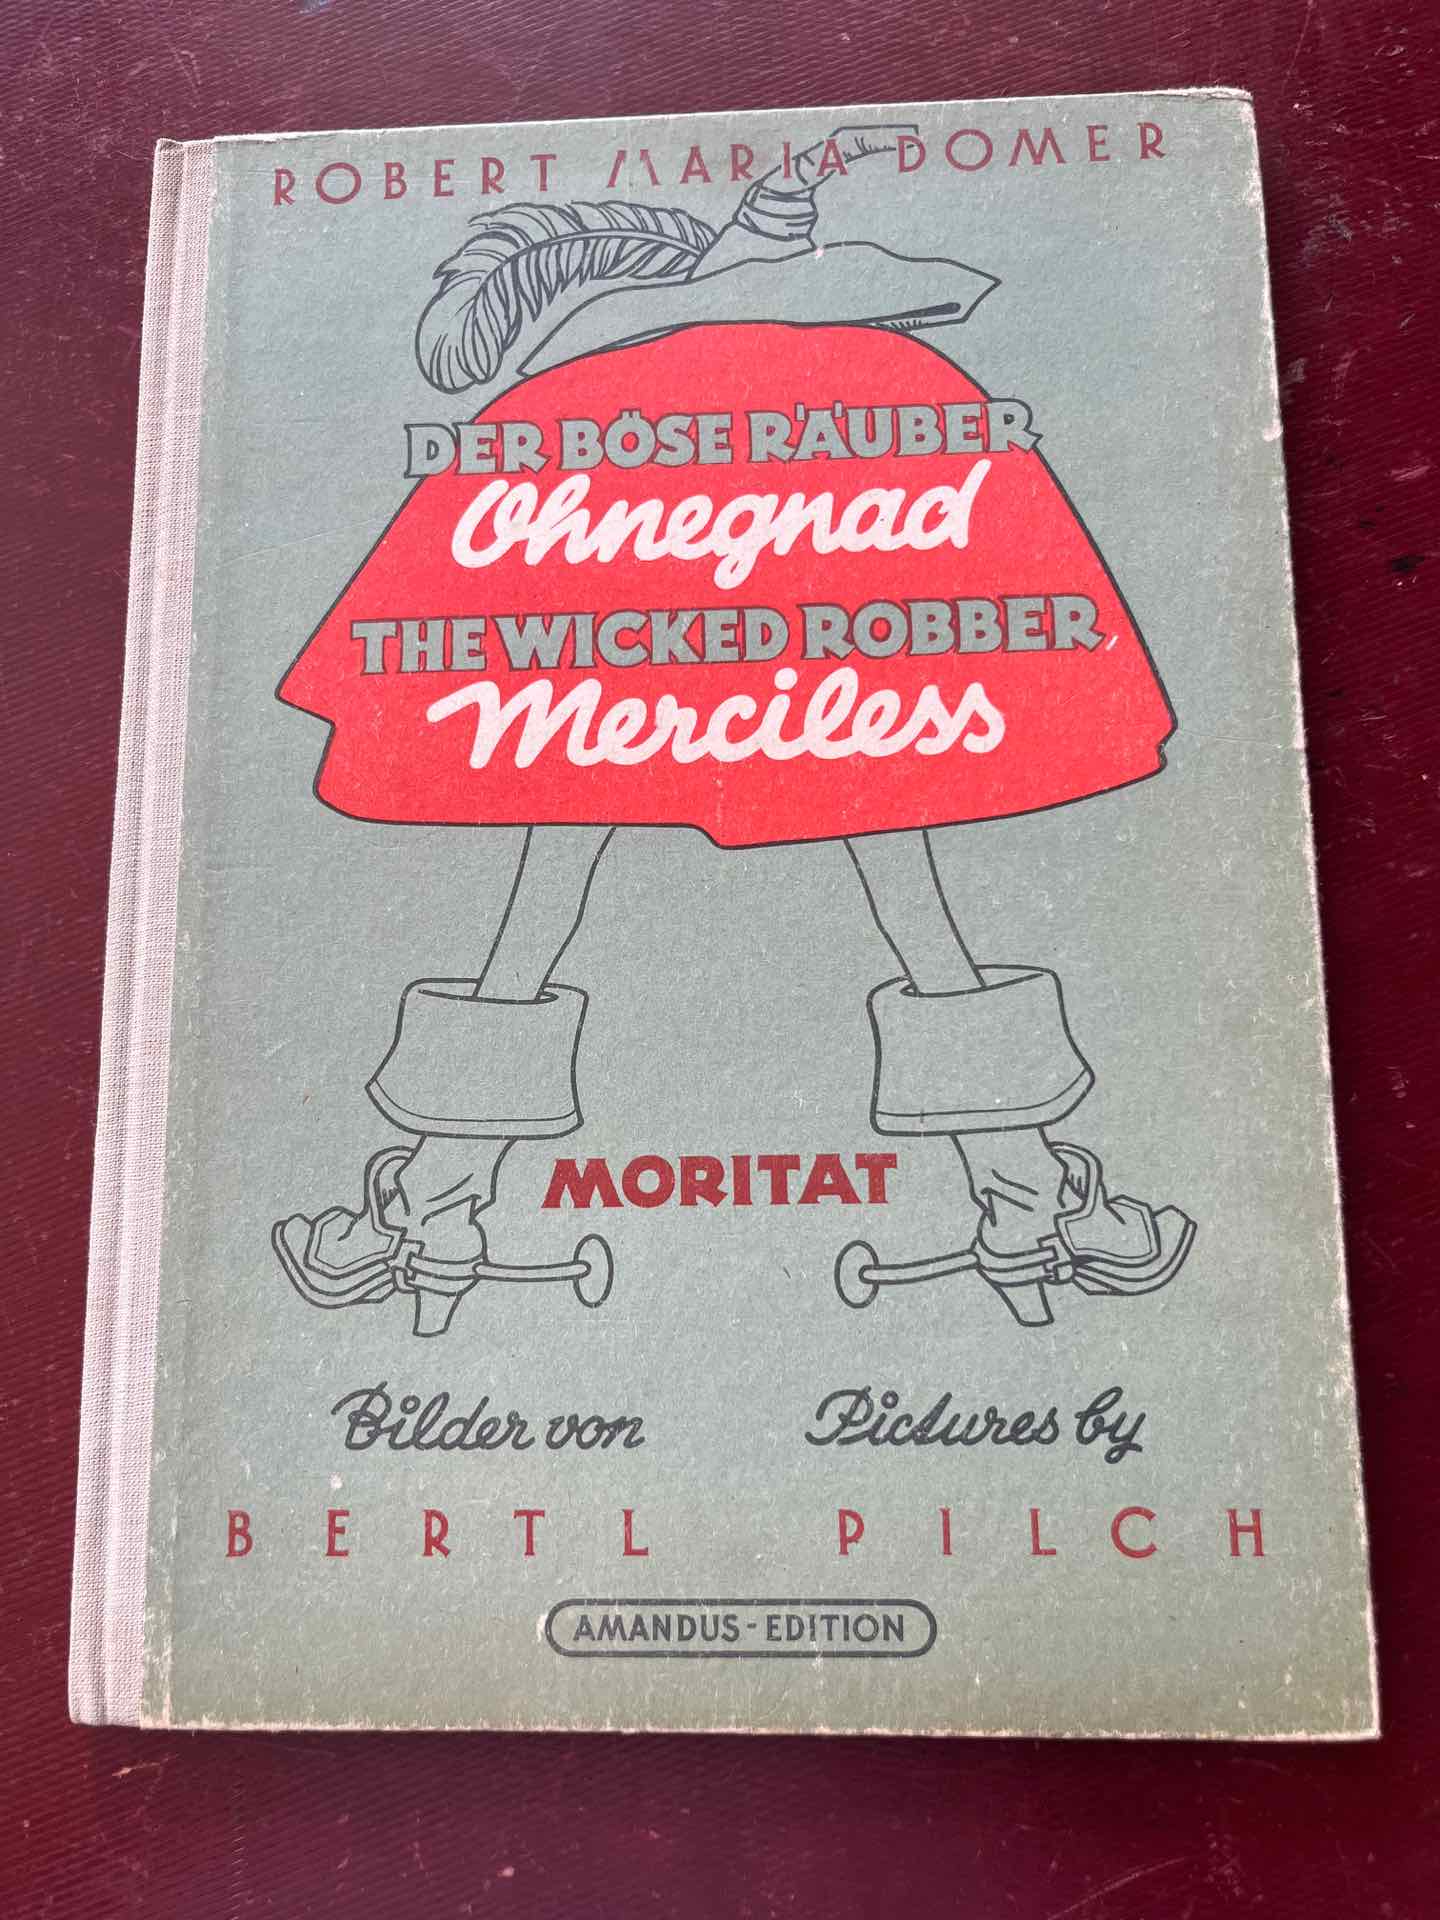 ROBERT MARIA DOMER
DER BÖSE RÄUBER
Ohnegnad
THE WICKED ROBBER
Merciless
MORITAT
Bilder von Pictures by
BERTL PILCH
AMANDUS-EDITION